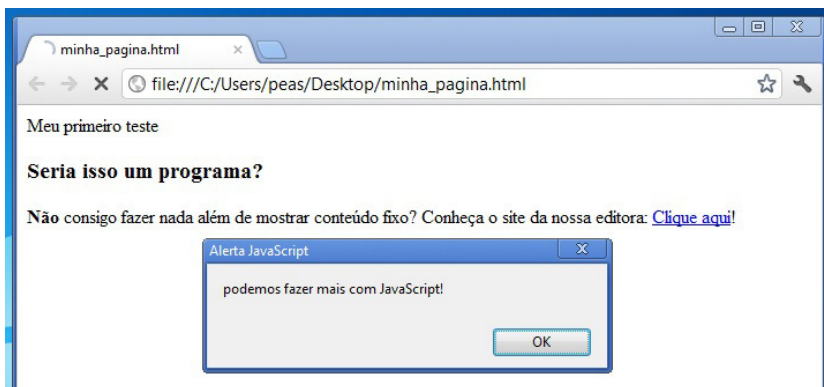 minha_pagina.html
file:///C:/Users/peas/Desktop/minha_pagina.html
Meu primeiro teste
Seria isso um programa?
Não consigo fazer nada além de mostrar conteúdo fixo? Conheça o site da nossa editora: Clique aqui!
Alerta JavaScript
podemos fazer mais com JavaScript!
OK